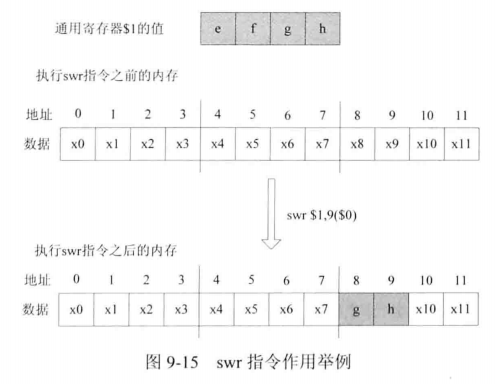 通用寄存器$1的值 e f g h
执行swr指令之前的内存
地址 0 1 2 3 4 5 6 7 8 9 10 11
数据 x0 x1 x2 x3 x4 x5 x6 x7 x8 x9 x10 x11
swr $1,9($0)
执行swr指令之后的内存
地址 0 1 2 3 4 5 6 7 8 9 10 11
数据 x0 x1 x2 x3 x4 x5 x6 x7 g h x10 x11
图 9-15 swr 指令作用举例